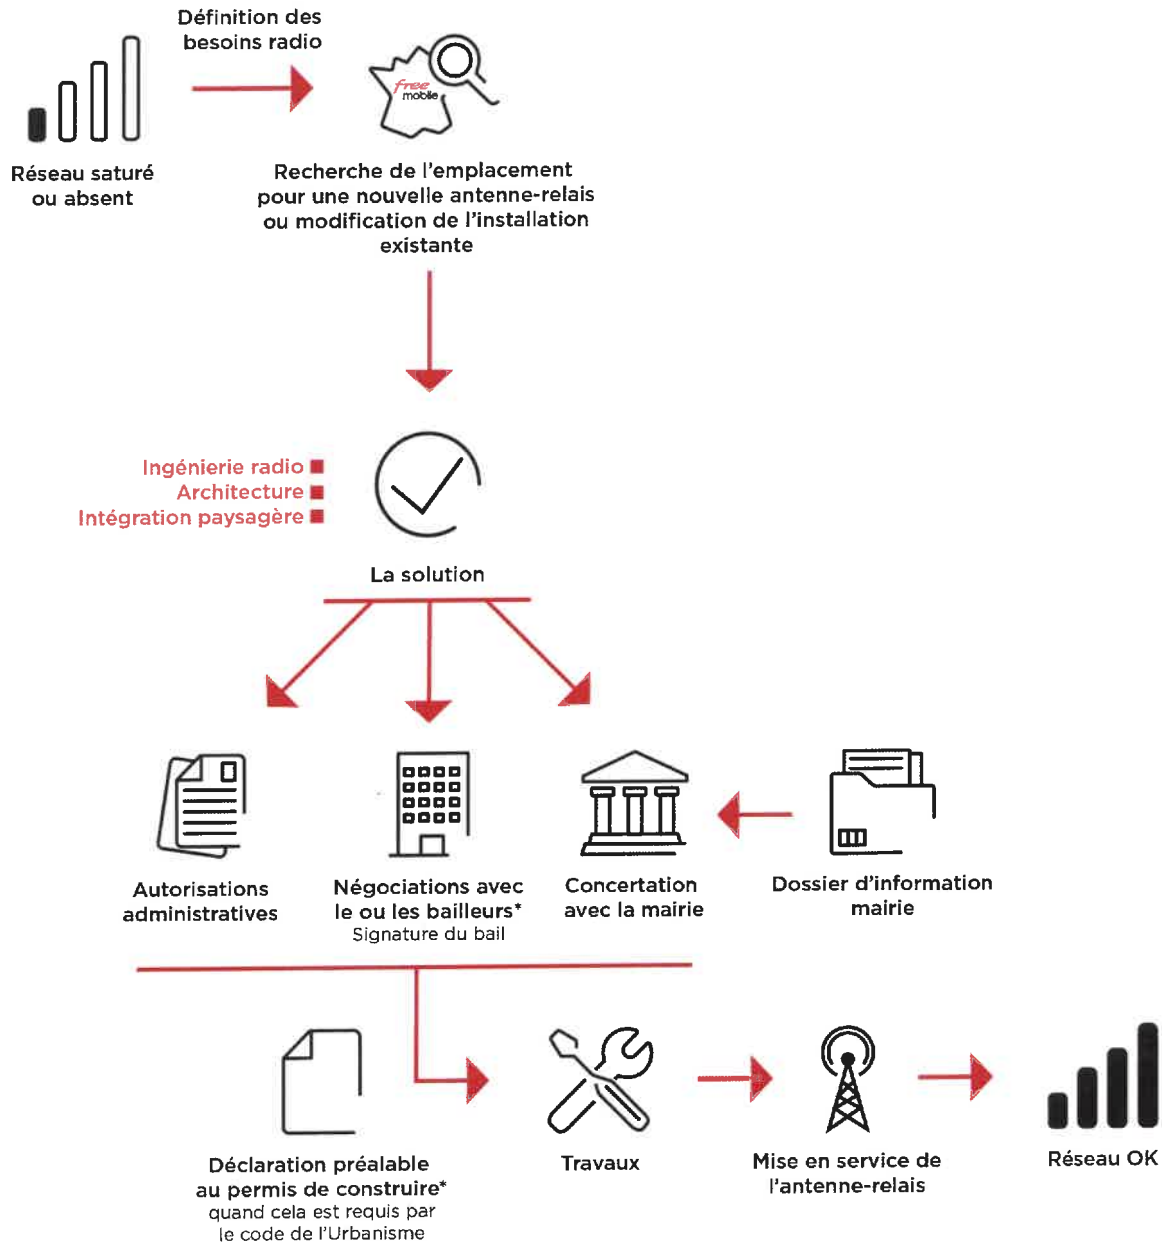 Définition des
besoins radio
free
mobile
Réseau saturé
ou absent
Recherche de l'emplacement
pour une nouvelle antenne-relais
ou modification de l'installation
existante
Ingénierie radio
Architecture
Intégration paysagère
La solution
Autorisations
administratives
Négociations avec
le ou les bailleurs*
Signature du bail
Concertation
avec la mairie
Dossier d'information
mairie
Déclaration préalable
au permis de construire*
quand cela est requis par
le code de l'Urbanisme
Travaux
Mise en service de
l'antenne-relais
Réseau OK